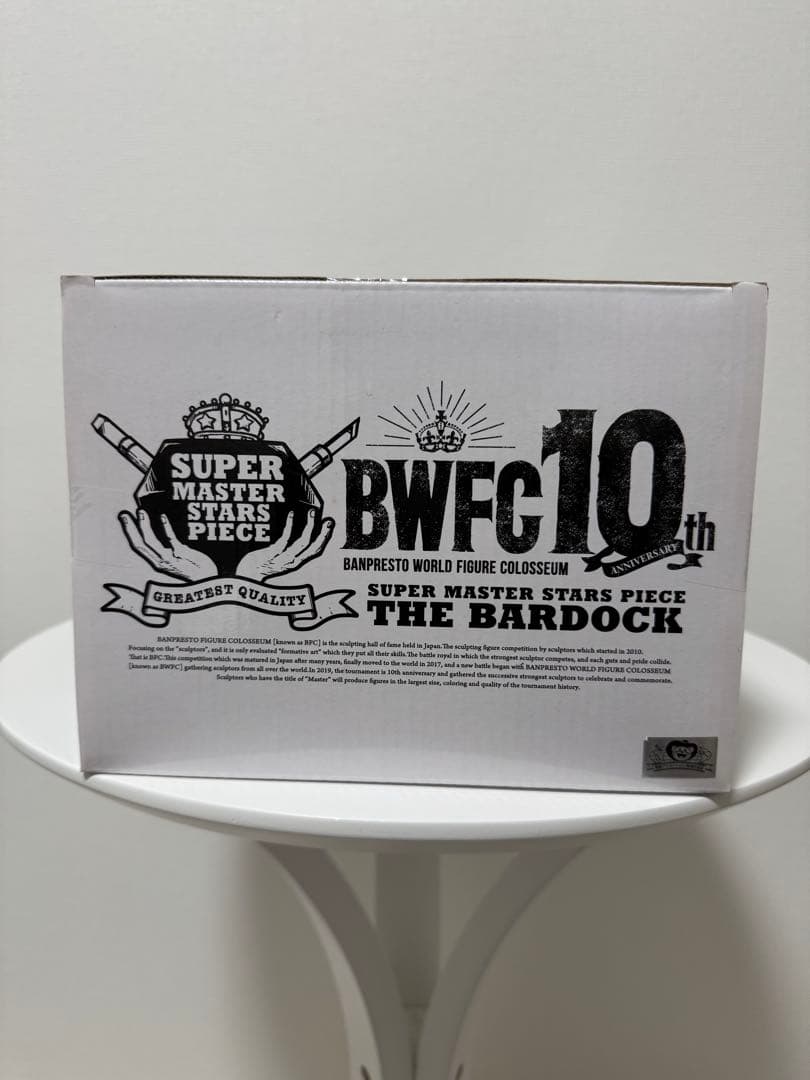 SUPER
MASTER
STARS
PIECE
GREATEST QUALITY
BWFC10th
ANNIVERSARY
BANPRESTO WORLD FIGURE COLOSSEUM
SUPER MASTER STARS PIECE
THE BARDOCK
BANPRESTO FIGURE COLOSSEUM [known as BFC] is the sculpting hall of fame held in Japan.The sculpting figure competition by sculptors which started in 2010.
Focusing on the "sculptors", and it is only evaluated "formative art" which they put all their skills.The battle royal in which the strongest sculptor competes, and each guts and pride collide.
That is BFC.This competition which was matured in Japan after many years, finally moved to the world in 2017, and a new battle began with BANPRESTO WORLD FIGURE COLOSSEUM
[known as BWFC] gathering sculptors from all over the world.In 2019, the tournament is 10th anniversary and gathered the successive strongest sculptors to celebrate and commemorate.
Sculptors who have the title of "Master" will produce figures in the largest size, coloring and quality of the tournament history.